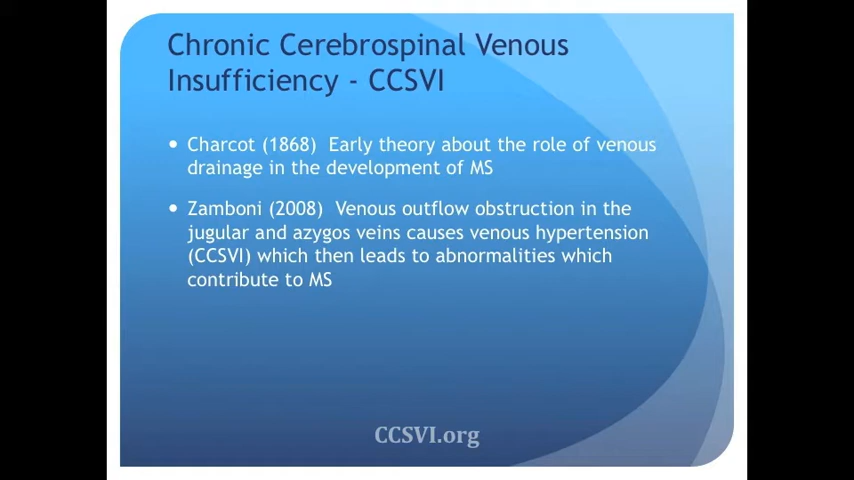 Chronic Cerebrospinal Venous
Insufficiency - CCSVI
• Charcot (1868) Early theory about the role of venous
drainage in the development of MS
• Zamboni (2008) Venous outflow obstruction in the
jugular and azygos veins causes venous hypertension
(CCSVI) which then leads to abnormalities which
contribute to MS
CCSVI.org